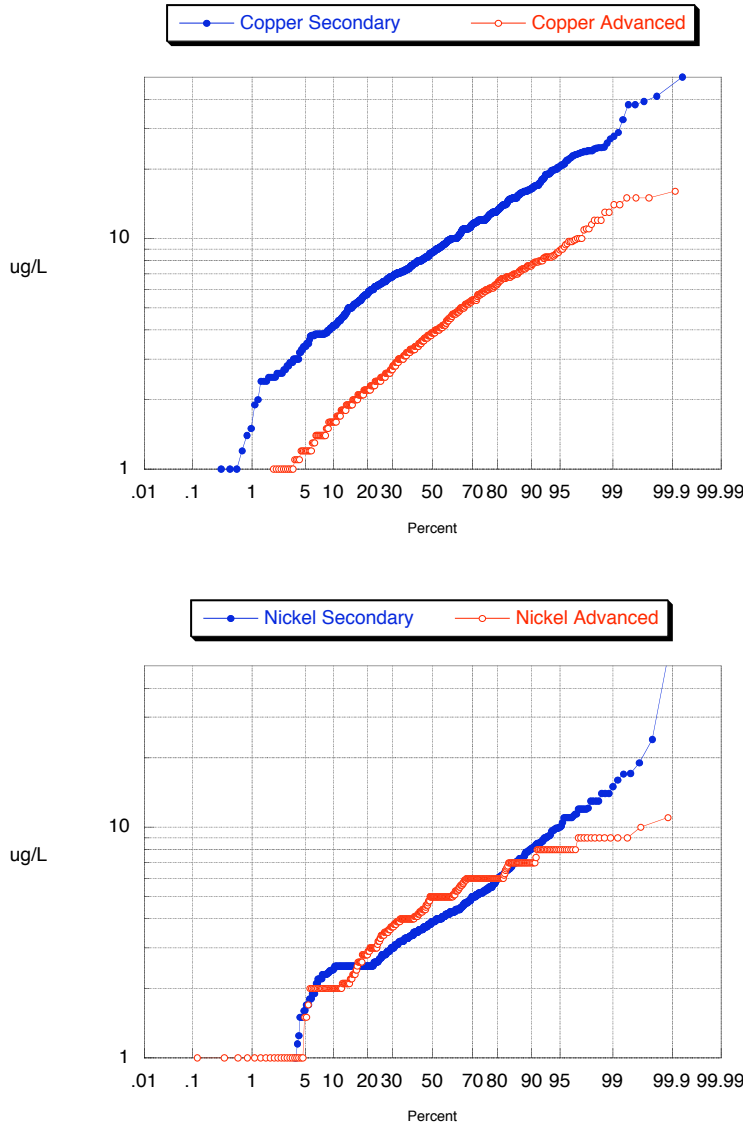 Copper Secondary Copper Advanced
10
ug/L
1
.01 .1 1 5 10 20 30 50 70 80 90 95 99 99.9 99.99
Percent
Nickel Secondary Nickel Advanced
10
ug/L
1
.01 .1 1 5 10 20 30 50 70 80 90 95 99 99.9 99.99
Percent